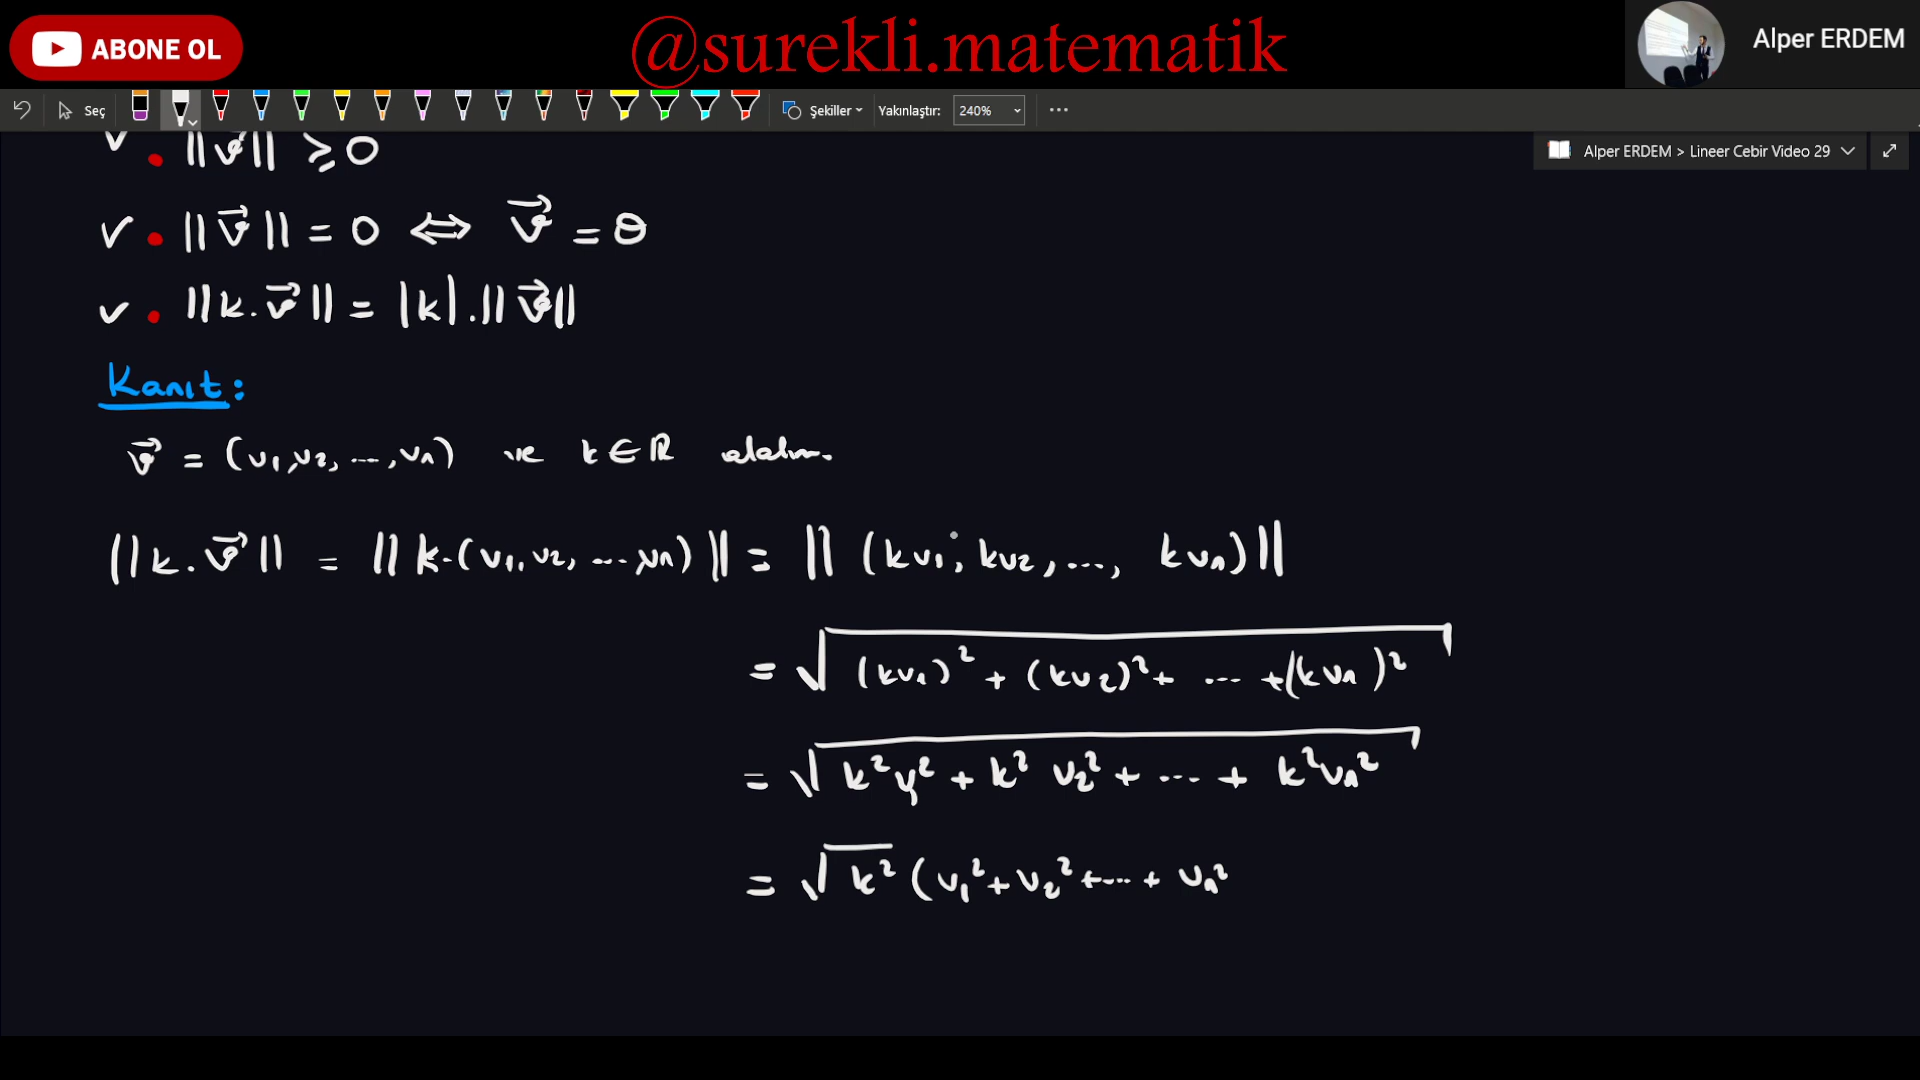 ABONE OL
@surekli.matematik
Alper ERDEM
Seç
Şekiller
Yakınlaştır:
240%
Alper ERDEM > Lineer Cebir Video 29
✓ • ||v⃗|| ⩾ 0
✓ • ||v⃗|| = 0 ⇔ v⃗ = θ
✓ • ||k.v⃗|| = |k|.||v⃗||
Kanıt:
v⃗ = (v₁,v₂, ...,vₙ) ve k ∈ ℝ alalım.
||k.v⃗|| = ||k.(v₁,v₂, ...,vₙ)|| = ||(kv₁, kv₂, ..., kvₙ)||
= √(kv₁)² + (kv₂)² + ... + (kvₙ)²
= √k²v₁² + k² v₂² + ... + k²vₙ²
= √k² (v₁² + v₂² + ... + vₙ²